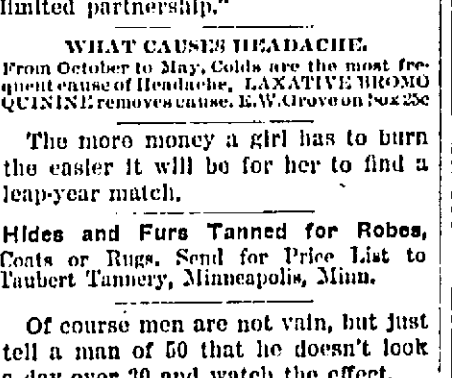 limited partnership."
WHAT CAUSES HEADACHE.
From October to May, Colds are the most fre-
quent cause of Headache. LAXATIVE BROMO
QUININE removes cause. E.W. Grove on box 25c
The more money a girl has to burn
the easier it will be for her to find a
leap-year match.
Hides and Furs Tanned for Robes,
Coats or Rugs. Send for Price List to
Taubert Tannery, Minneapolis, Minn.
Of course men are not vain, but just
tell a man of 50 that he doesn't look
a day over 30 and watch the effect.